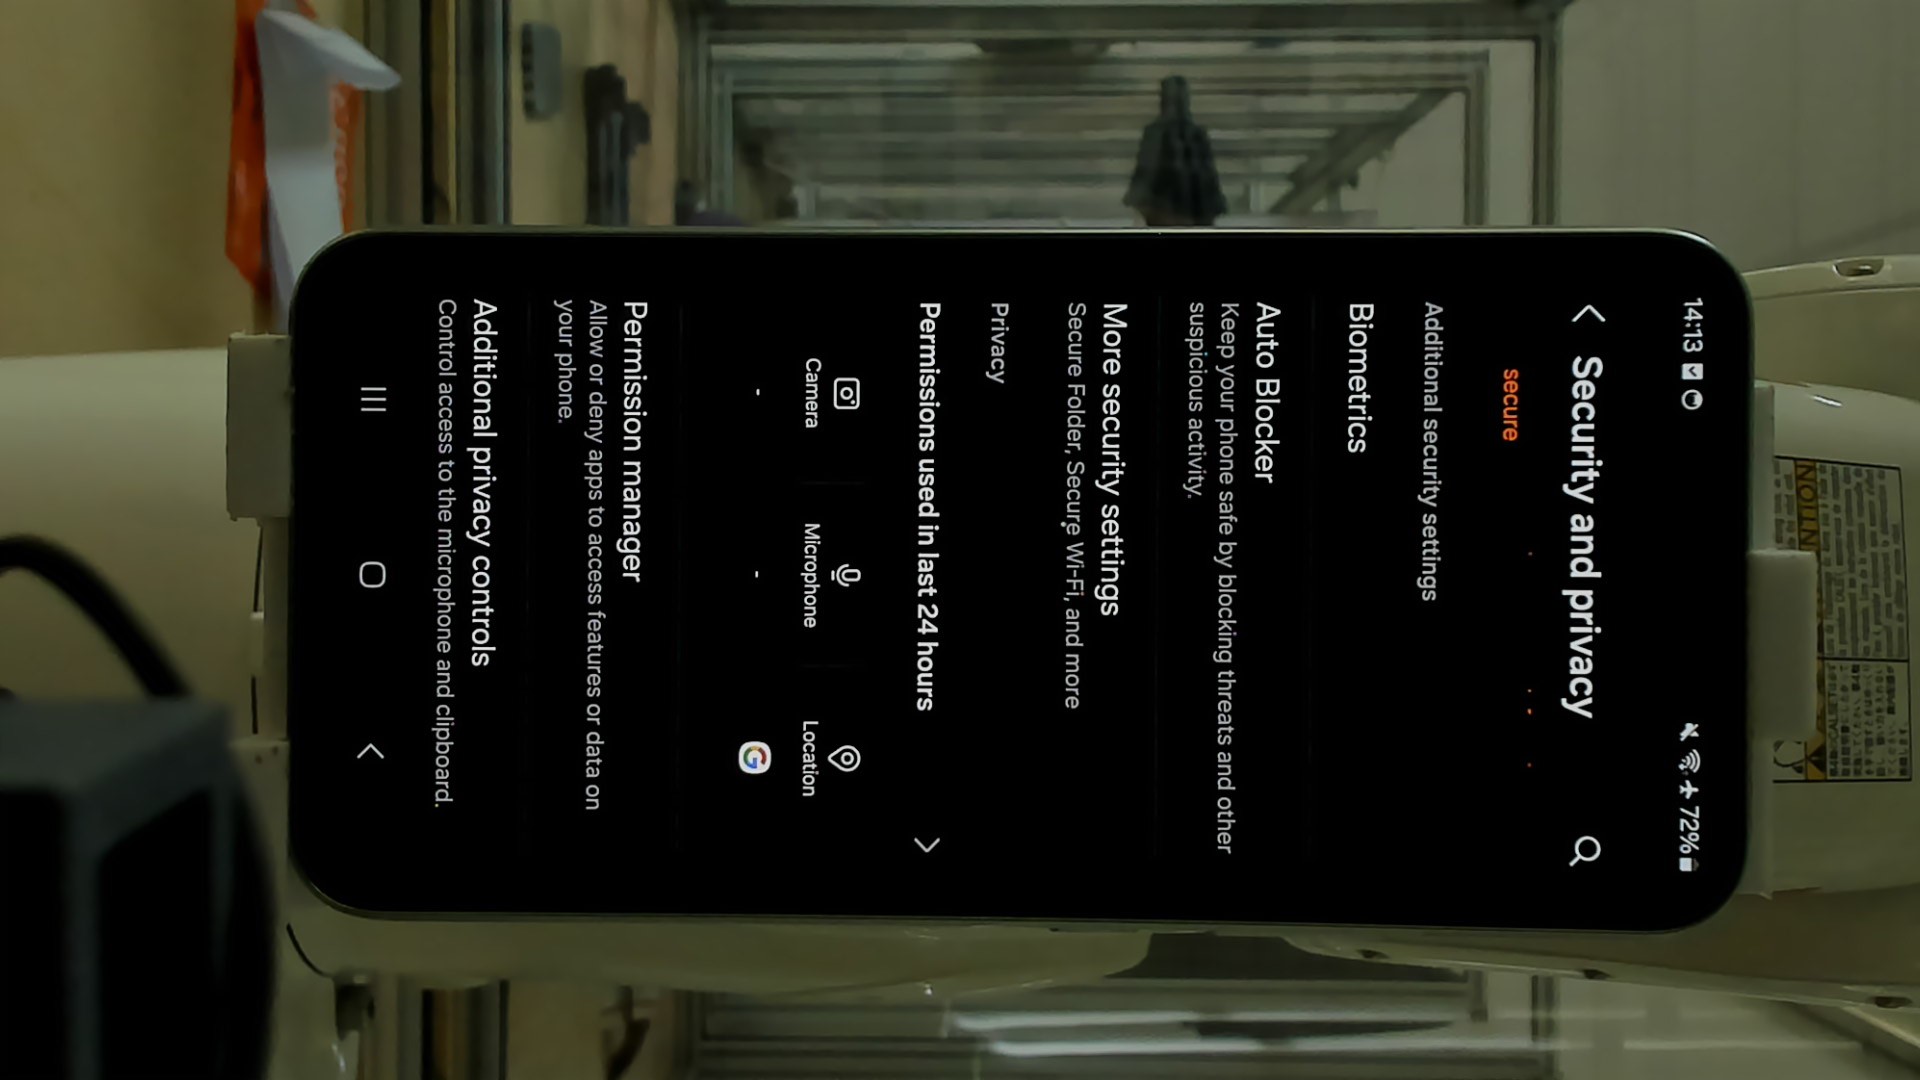 14:13
72%
Security and privacy
secure
Additional security settings
Biometrics
Auto Blocker
Keep your phone safe by blocking threats and other
suspicious activity.
More security settings
Secure Folder, Secure Wi-Fi, and more
Privacy
Permissions used in last 24 hours
Camera
Microphone
Location
-
-
G
Permission manager
Allow or deny apps to access features or data on
your phone.
Additional privacy controls
Control access to the microphone and clipboard.